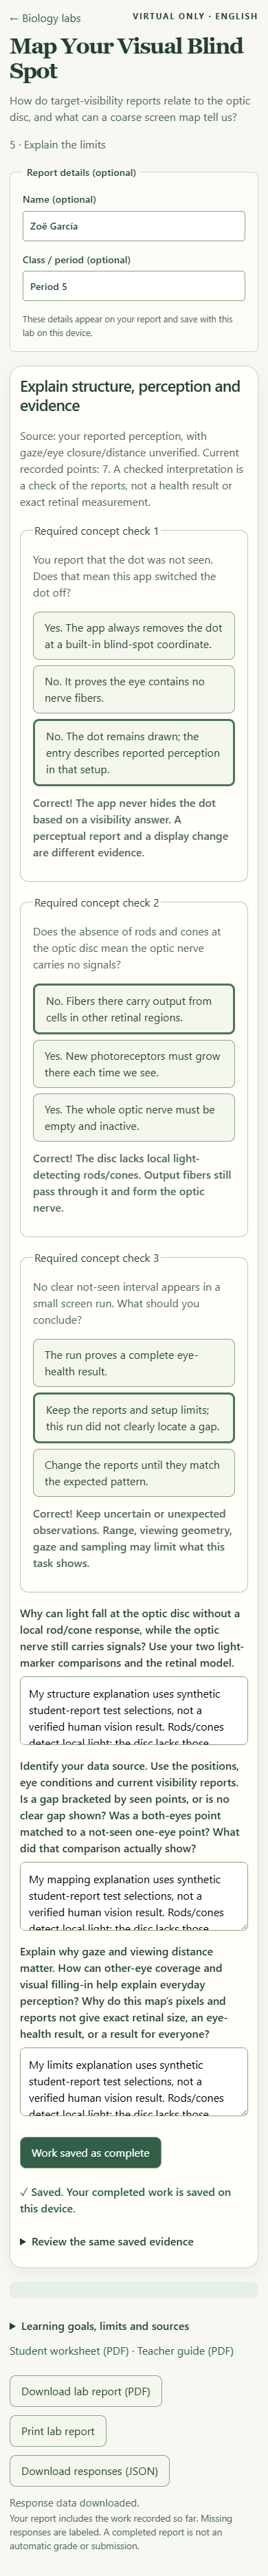 ← Biology labs
VIRTUAL ONLY · ENGLISH
Map Your Visual Blind
Spot
How do target-visibility reports relate to the optic
disc, and what can a coarse screen map tell us?
5 · Explain the limits
Report details (optional)
Name (optional)
Zoë García
Class / period (optional)
Period 5
These details appear on your report and save with this
lab on this device.
Explain structure, perception and
evidence
Source: your reported perception, with
gaze/eye closure/distance unverified. Current
recorded points: 7. A checked interpretation is
a check of the reports, not a health result or
exact retinal measurement.
Required concept check 1
You report that the dot was not seen.
Does that mean this app switched the
dot off?
Yes. The app always removes the dot
at a built-in blind-spot coordinate.
No. It proves the eye contains no
nerve fibers.
No. The dot remains drawn; the
entry describes reported perception
in that setup.
Correct! The app never hides the dot
based on a visibility answer. A
perceptual report and a display change
are different evidence.
Required concept check 2
Does the absence of rods and cones at
the optic disc mean the optic nerve
carries no signals?
No. Fibers there carry output from
cells in other retinal regions.
Yes. New photoreceptors must grow
there each time we see.
Yes. The whole optic nerve must be
empty and inactive.
Correct! The disc lacks local light-
detecting rods/cones. Output fibers still
pass through it and form the optic
nerve.
Required concept check 3
No clear not-seen interval appears in a
small screen run. What should you
conclude?
The run proves a complete eye-
health result.
Keep the reports and setup limits;
this run did not clearly locate a gap.
Change the reports until they match
the expected pattern.
Correct! Keep uncertain or unexpected
observations. Range, viewing geometry,
gaze and sampling may limit what this
task shows.
Why can light fall at the optic disc without a
local rod/cone response, while the optic
nerve still carries signals? Use your two light-
marker comparisons and the retinal model.
My structure explanation uses synthetic
student-report test selections, not a
verified human vision result. Rods/cones
detect local light; the disc lacks those
Identify your data source. Use the positions,
eye conditions and current visibility reports.
Is a gap bracketed by seen points, or is no
clear gap shown? Was a both-eyes point
matched to a not-seen one-eye point? What
did that comparison actually show?
My mapping explanation uses synthetic
student-report test selections, not a
verified human vision result. Rods/cones
detect local light; the disc lacks those
Explain why gaze and viewing distance
matter. How can other-eye coverage and
visual filling-in help explain everyday
perception? Why do this map's pixels and
reports not give exact retinal size, an eye-
health result, or a result for everyone?
My limits explanation uses synthetic
student-report test selections, not a
verified human vision result. Rods/cones
detect local light; the disc lacks those
Work saved as complete
✓ Saved. Your completed work is saved on
this device.
▶ Review the same saved evidence
▶ Learning goals, limits and sources
Student worksheet (PDF) · Teacher guide (PDF)
Download lab report (PDF)
Print lab report
Download responses (JSON)
Response data downloaded.
Your report includes the work recorded so far. Missing
responses are labeled. A completed report is not an
automatic grade or submission.